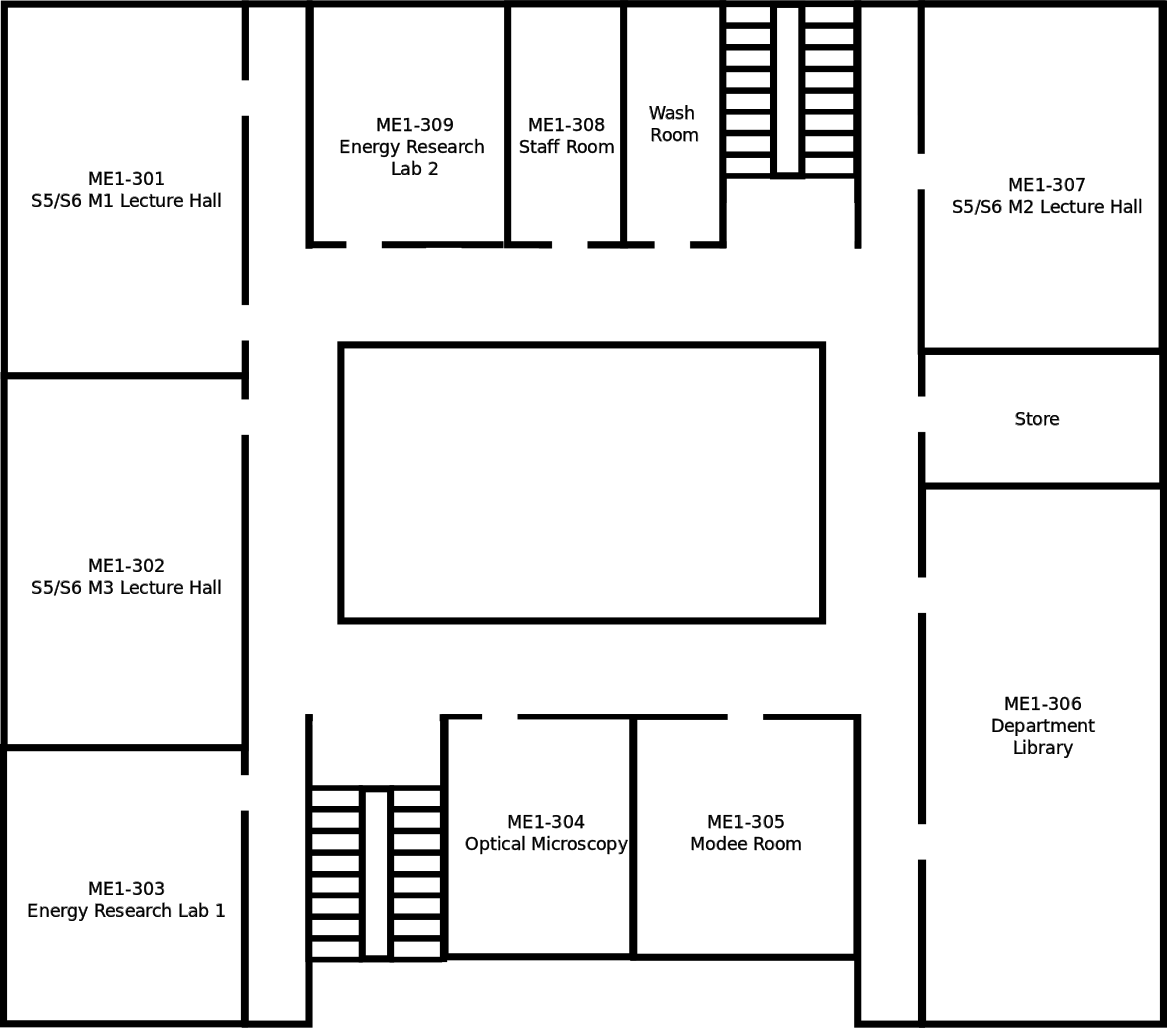 ME1-301
S5/S6 M1 Lecture Hall
ME1-309
Energy Research
Lab 2
ME1-308
Staff Room
Wash
Room
ME1-307
S5/S6 M2 Lecture Hall
Store
ME1-302
S5/S6 M3 Lecture Hall
ME1-306
Department
Library
ME1-303
Energy Research Lab 1
ME1-304
Optical Microscopy
ME1-305
Modee Room